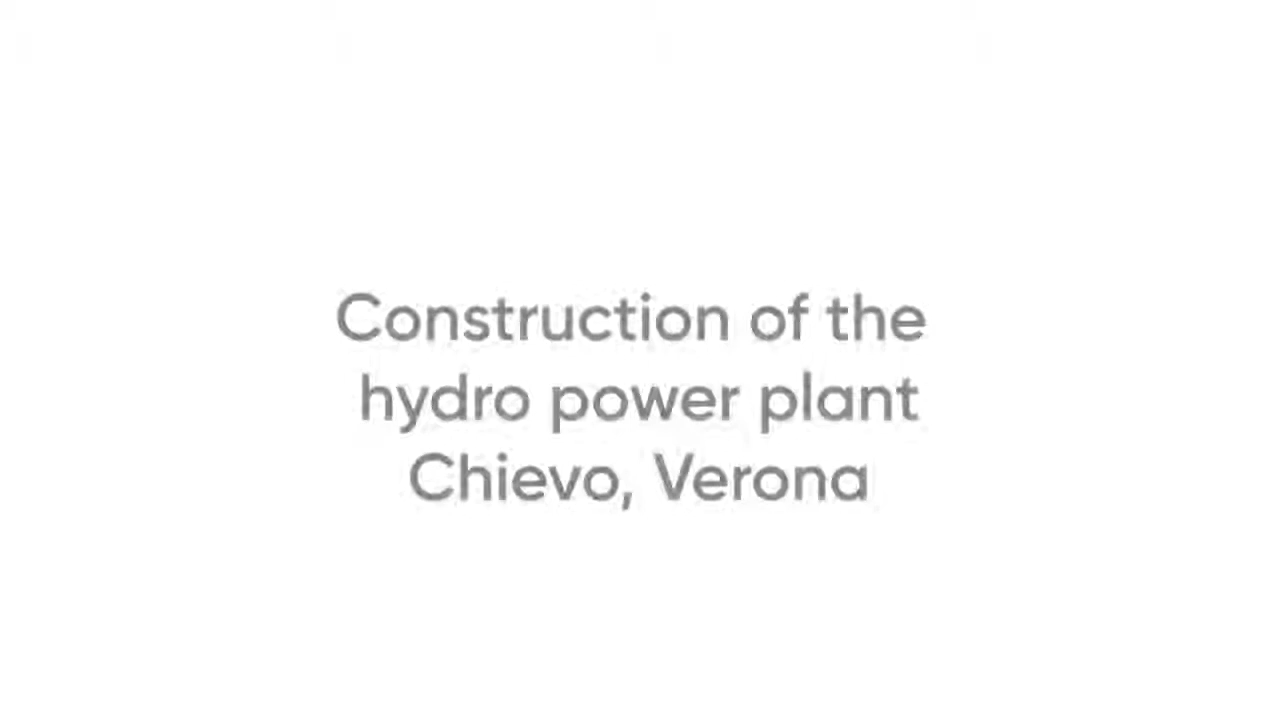 Construction of the
hydro power plant
Chievo, Verona